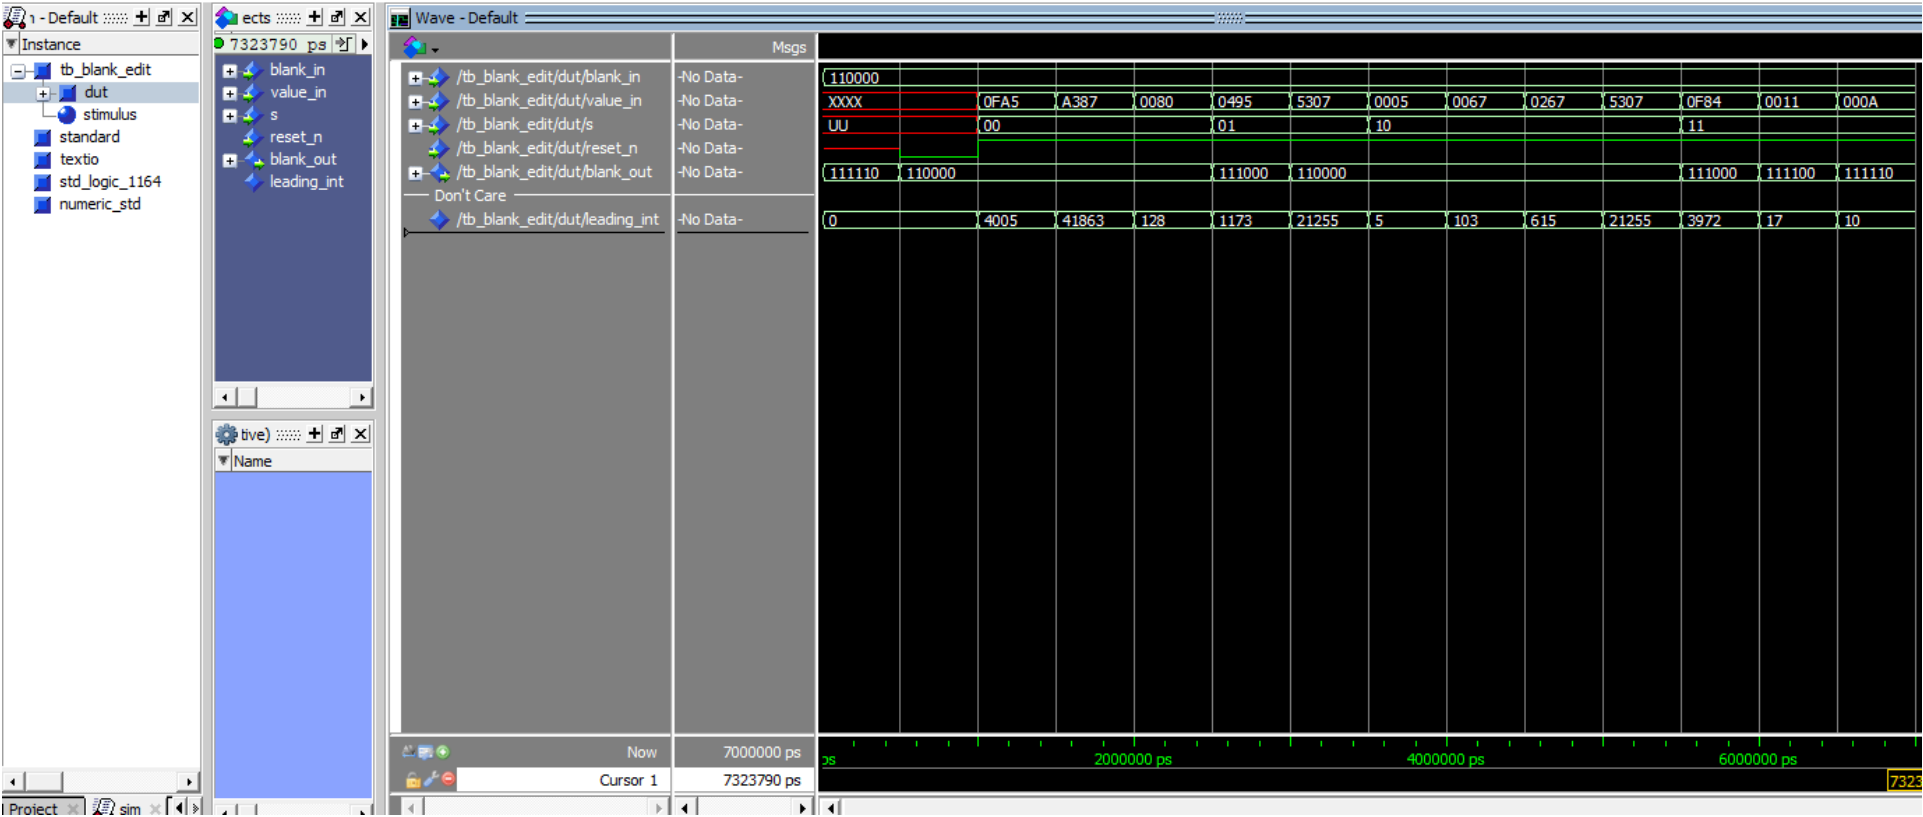 ı - Default
Instance
tb_blank_edit
dut
stimulus
standard
textio
std_logic_1164
numeric_std
Project
sim
ects
7323790 ps
blank_in
value_in
s
reset_n
blank_out
leading_int
tive)
Name
Wave - Default
Msgs
/tb_blank_edit/dut/blank_in -No Data- 110000
/tb_blank_edit/dut/value_in -No Data- XXXX 0FA5 A387 0080 0495 5307 0005 0067 0267 5307 0F84 0011 000A
/tb_blank_edit/dut/s -No Data- UU 00 01 10 11
/tb_blank_edit/dut/reset_n -No Data-
/tb_blank_edit/dut/blank_out -No Data- 111110 110000 111000 110000 111000 111100 111110
Don't Care
/tb_blank_edit/dut/leading_int -No Data- 0 4005 41863 128 1173 21255 5 103 615 21255 3972 17 10
Now 7000000 ps ps 2000000 ps 4000000 ps 6000000 ps
Cursor 1 7323790 ps 7323